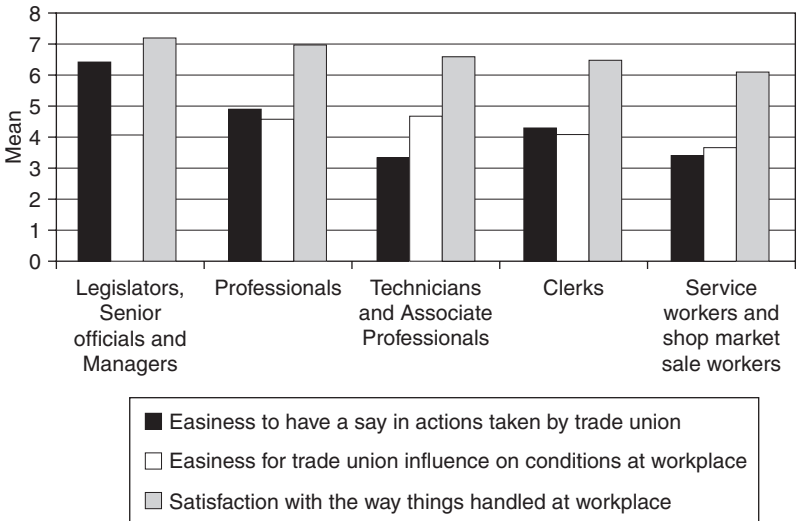 8
7
6
5
4
3
2
1
0
Mean
Legislators,
Senior
officials and
Managers
Professionals
Technicians
and Associate
Professionals
Clerks
Service
workers and
shop market
sale workers
Easiness to have a say in actions taken by trade union
Easiness for trade union influence on conditions at workplace
Satisfaction with the way things handled at workplace